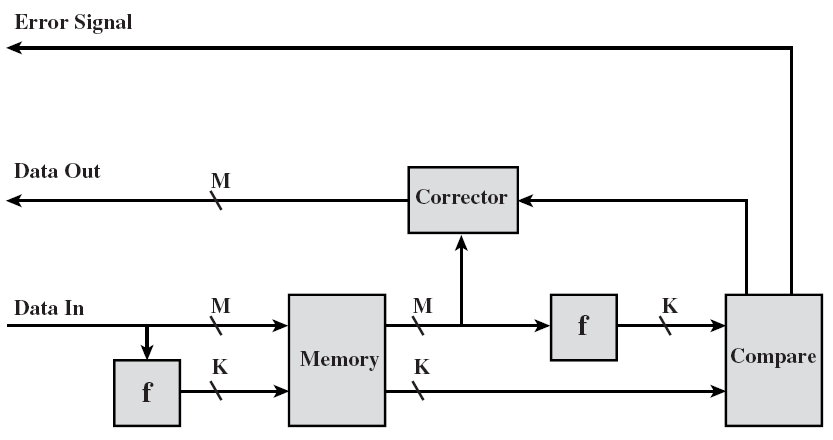 Error Signal
Data Out
M
Corrector
Data In
M
M
K
f
Memory
Compare
f
K
K